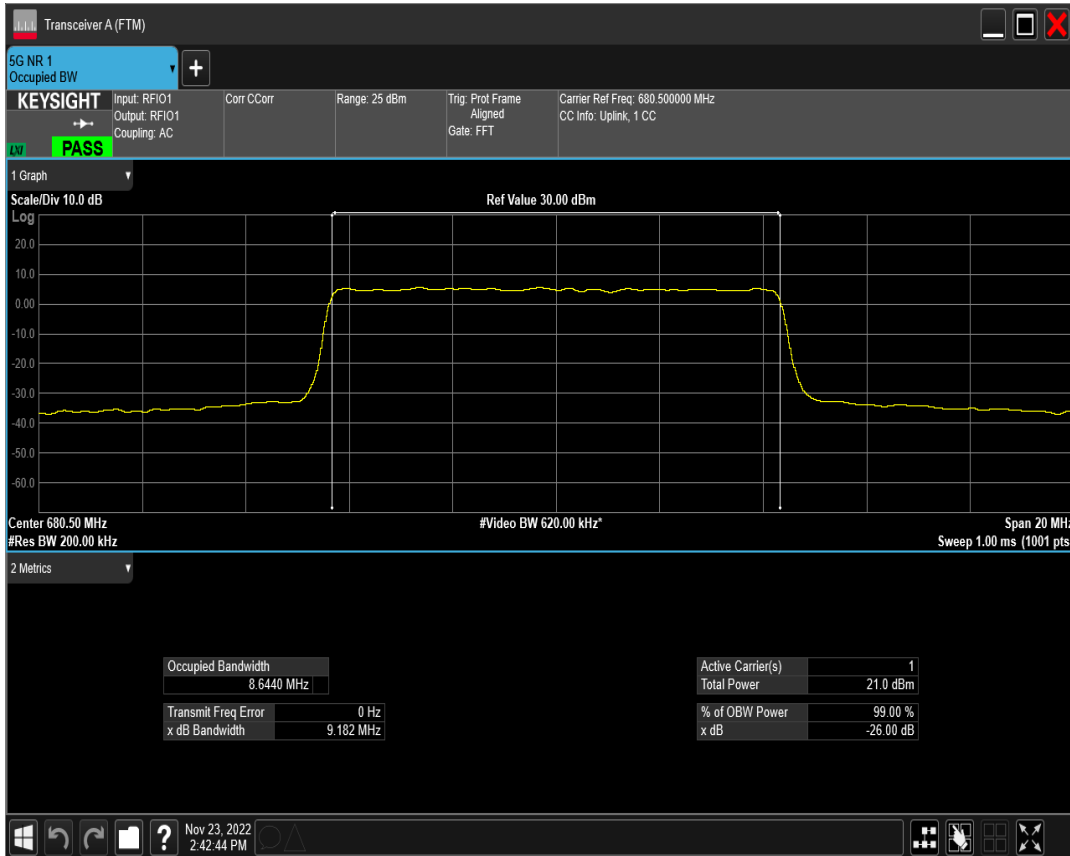 Transceiver A (FTM)
5G NR 1
Occupied BW
+
KEYSIGHT
LXI
PASS
Input: RFIO1
Output: RFIO1
Coupling: AC
Corr CCorr
Range: 25 dBm
Trig: Prot Frame
Aligned
Gate: FFT
Carrier Ref Freq: 680.500000 MHz
CC Info: Uplink, 1 CC
1 Graph
Scale/Div 10.0 dB
Ref Value 30.00 dBm
Log
20.0
10.0
0.00
-10.0
-20.0
-30.0
-40.0
-50.0
-60.0
Center 680.50 MHz
#Video BW 620.00 kHz*
Span 20 MHz
#Res BW 200.00 kHz
Sweep 1.00 ms (1001 pts
2 Metrics
Occupied Bandwidth
8.6440 MHz
Transmit Freq Error 0 Hz
x dB Bandwidth 9.182 MHz
Active Carrier(s) 1
Total Power 21.0 dBm
% of OBW Power 99.00 %
x dB -26.00 dB
?
Nov 23, 2022
2:42:44 PM